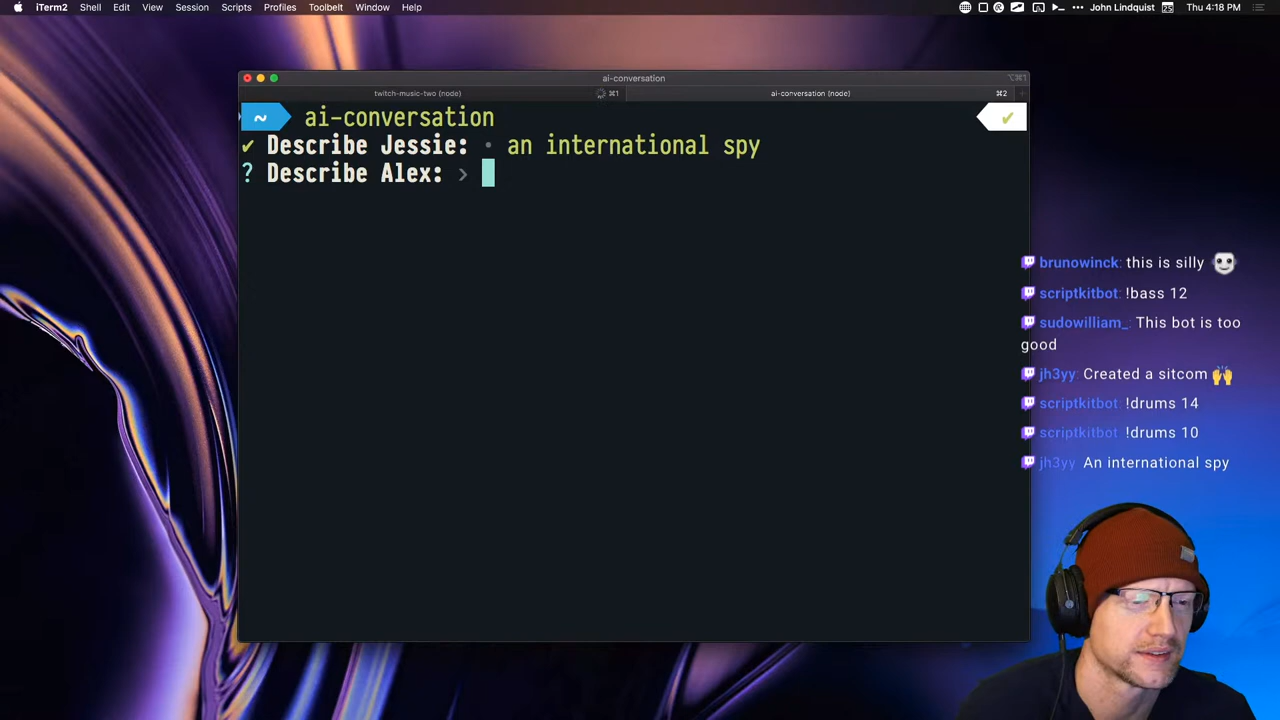 iTerm2 Shell Edit View Session Scripts Profiles Toolbelt Window Help John Lindquist 25 Thu 4:18 PM
ai-conversation
twitch-music-two (node) ⌘1 ai-conversation (node) ⌘2
~ ai-conversation ✔
✔ Describe Jessie: · an international spy
? Describe Alex: ›
brunowinck: this is silly
scriptkitbot: !bass 12
sudowilliam_: This bot is too
good
jh3yy: Created a sitcom 🙌
scriptkitbot: !drums 14
scriptkitbot !drums 10
jh3yy An international spy